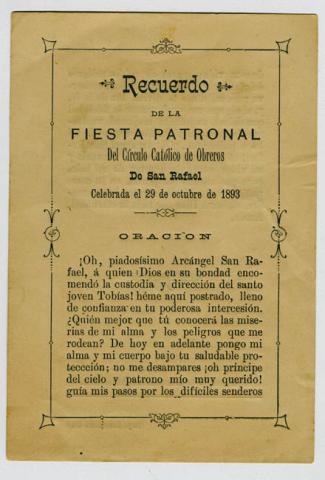 Recuerdo
DE LA
FIESTA PATRONAL
Del Círculo Católico de Obreros
De San Rafael
Celebrada el 29 de octubre de 1893
ORACION
¡Oh, piadosísimo Arcángel San Ra-
fael, á quien Dios en su bondad enco-
mendó la custodia y dirección del santo
joven Tobías! héme aquí postrado, lleno
de confianza en tu poderosa intercesión.
¿Quién mejor que tú conocerá las mise-
rias de mi alma y los peligros que me
rodean? De hoy en adelante pongo mi
alma y mi cuerpo bajo tu saludable pro-
teccción; no me desampares ¡oh príncipe
del cielo y patrono mío muy querido!
guía mis pasos por los difíciles senderos